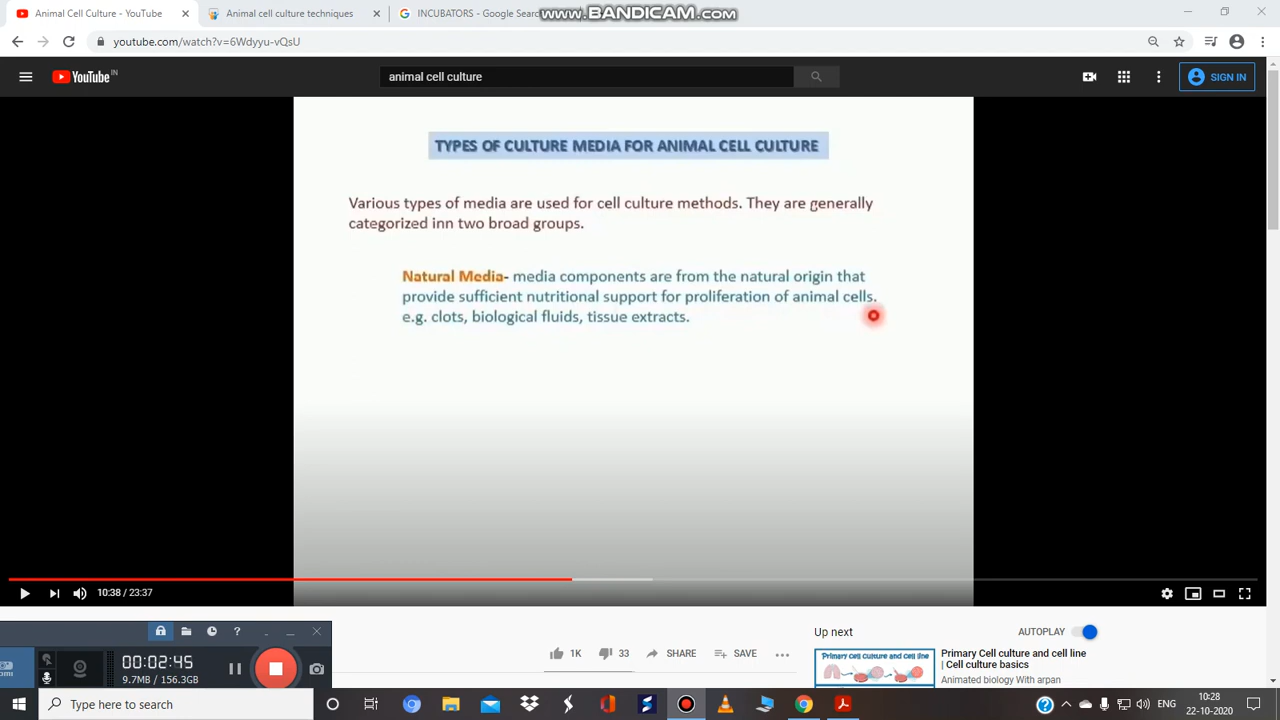 Animal Cell Culture - YouTube
Animal cell culture techniques
INCUBATORS - Google Sear
www.BANDICAM.com
youtube.com/watch?v=6Wdyyu-vQsU
YouTube IN
animal cell culture
SIGN IN
TYPES OF CULTURE MEDIA FOR ANIMAL CELL CULTURE
Various types of media are used for cell culture methods. They are generally
categorized inn two broad groups.
Natural Media- media components are from the natural origin that
provide sufficient nutritional support for proliferation of animal cells.
e.g. clots, biological fluids, tissue extracts.
10:38 / 23:37
00:02:45
9.7MB / 156.3GB
1K
33
SHARE
SAVE
Up next
AUTOPLAY
Primary Cell culture and cell line
Primary Cell culture and cell line
| Cell culture basics
Animated biology With arpan
Type here to search
ENG
10:28
22-10-2020